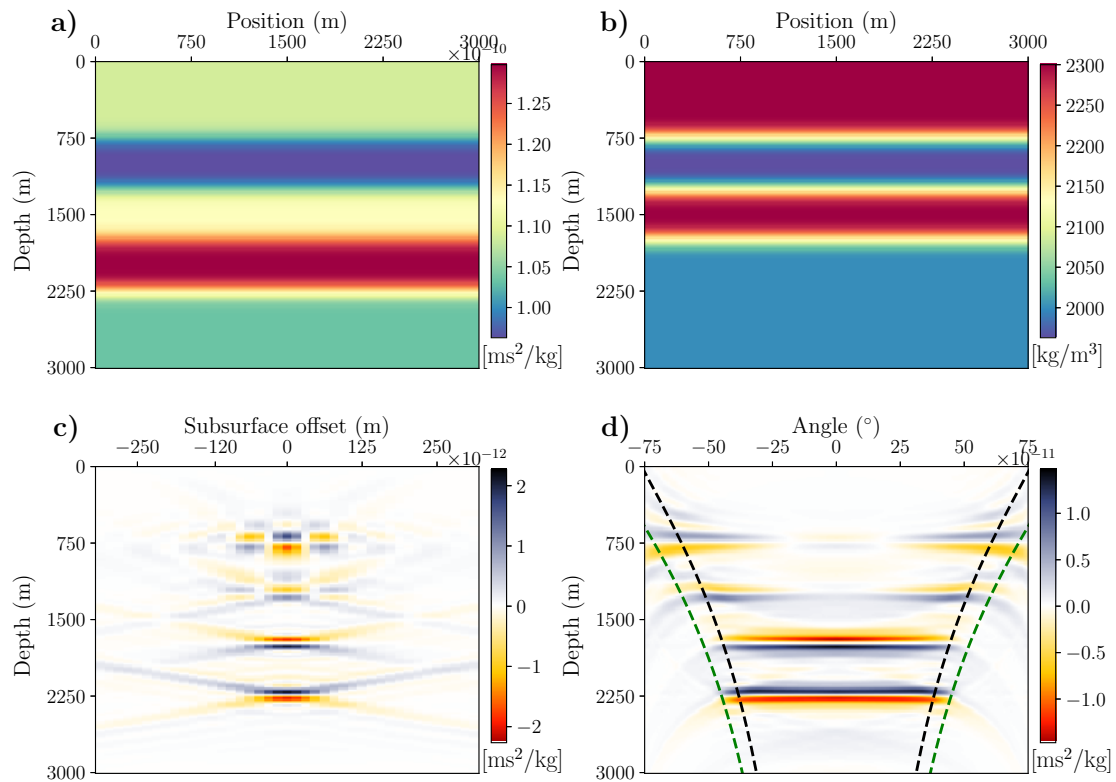 a)
Position (m)
0 750 1500 2250 3000
×10−10
Depth (m)
0
750
1500
2250
3000
1.25
1.20
1.15
1.10
1.05
1.00
[ms²/kg]
b)
Position (m)
0 750 1500 2250 3000
Depth (m)
0
750
1500
2250
3000
2300
2250
2200
2150
2100
2050
2000
[kg/m³]
c)
Subsurface offset (m)
−250 −120 0 125 250
×10−12
Depth (m)
0
750
1500
2250
3000
2
1
0
−1
−2
[ms²/kg]
d)
Angle (°)
−75 −50 −25 0 25 50 75
×10−11
Depth (m)
0
750
1500
2250
3000
1.0
0.5
0.0
−0.5
−1.0
[ms²/kg]